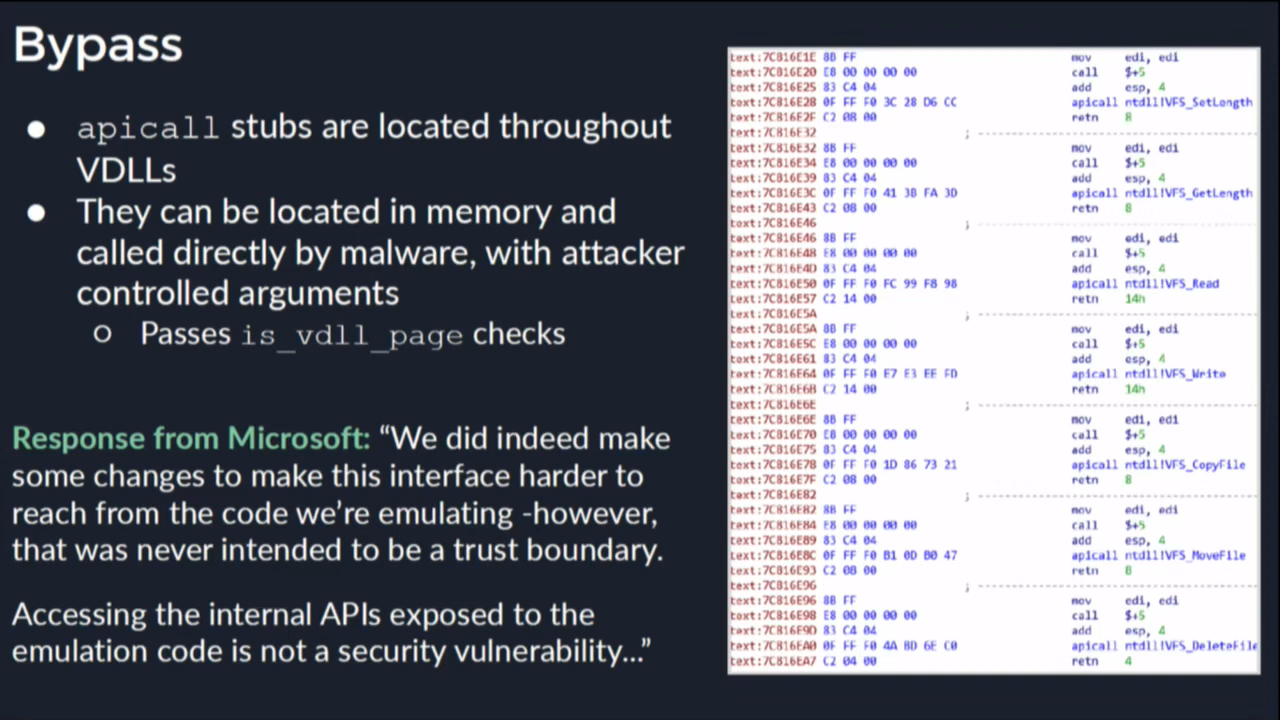 Bypass
● apicall stubs are located throughout
VDLLs
● They can be located in memory and
called directly by malware, with attacker
controlled arguments
○ Passes is_vdll_page checks
Response from Microsoft: “We did indeed make
some changes to make this interface harder to
reach from the code we’re emulating -however,
that was never intended to be a trust boundary.
Accessing the internal APIs exposed to the
emulation code is not a security vulnerability...”
text:7C816E1E 8B FF mov edi, edi
text:7C816E20 E8 00 00 00 00 call $+5
text:7C816E25 83 C4 04 add esp, 4
text:7C816E28 0F FF F0 3C 28 D6 CC apicall ntdll!VFS_SetLength
text:7C816E2F C2 08 00 retn 8
text:7C816E32 ; ---------------------------
text:7C816E32 8B FF mov edi, edi
text:7C816E34 E8 00 00 00 00 call $+5
text:7C816E39 83 C4 04 add esp, 4
text:7C816E3C 0F FF F0 41 3B FA 3D apicall ntdll!VFS_GetLength
text:7C816E43 C2 08 00 retn 8
text:7C816E46 ; ---------------------------
text:7C816E46 8B FF mov edi, edi
text:7C816E48 E8 00 00 00 00 call $+5
text:7C816E4D 83 C4 04 add esp, 4
text:7C816E50 0F FF F0 FC 99 F8 98 apicall ntdll!VFS_Read
text:7C816E57 C2 14 00 retn 14h
text:7C816E5A ; ---------------------------
text:7C816E5A 8B FF mov edi, edi
text:7C816E5C E8 00 00 00 00 call $+5
text:7C816E61 83 C4 04 add esp, 4
text:7C816E64 0F FF F0 E7 E3 EE FD apicall ntdll!VFS_Write
text:7C816E6B C2 14 00 retn 14h
text:7C816E6E ; ---------------------------
text:7C816E6E 8B FF mov edi, edi
text:7C816E70 E8 00 00 00 00 call $+5
text:7C816E75 83 C4 04 add esp, 4
text:7C816E78 0F FF F0 1D 86 73 21 apicall ntdll!VFS_CopyFile
text:7C816E7F C2 08 00 retn 8
text:7C816E82 ; ---------------------------
text:7C816E82 8B FF mov edi, edi
text:7C816E84 E8 00 00 00 00 call $+5
text:7C816E89 83 C4 04 add esp, 4
text:7C816E8C 0F FF F0 B1 0D B0 47 apicall ntdll!VFS_MoveFile
text:7C816E93 C2 08 00 retn 8
text:7C816E96 ; ---------------------------
text:7C816E96 8B FF mov edi, edi
text:7C816E98 E8 00 00 00 00 call $+5
text:7C816E9D 83 C4 04 add esp, 4
text:7C816EA0 0F FF F0 4A BD 6E C0 apicall ntdll!VFS_DeleteFile
text:7C816EA7 C2 04 00 retn 4